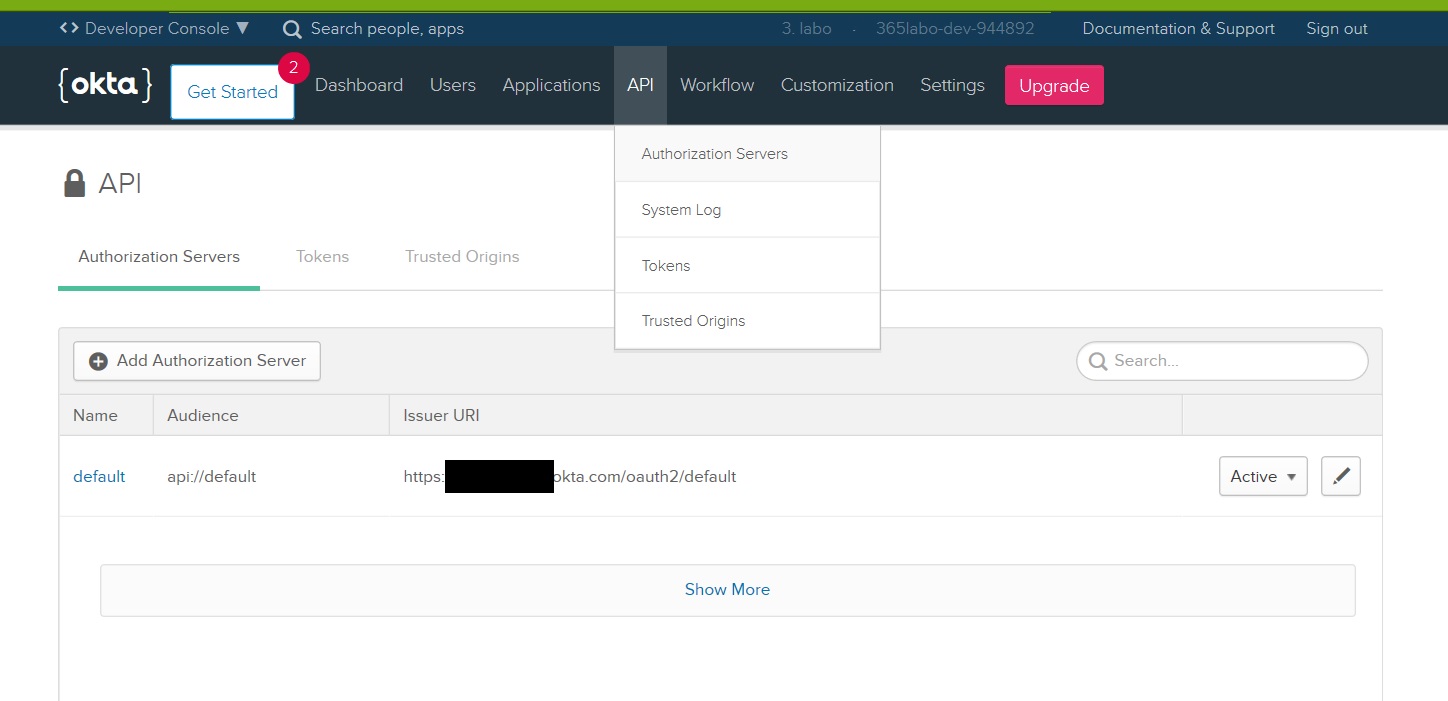 <> Developer Console ▼ Search people, apps 3. labo · 365labo-dev-944892 Documentation & Support Sign out
{okta} Get Started 2 Dashboard Users Applications API Workflow Customization Settings Upgrade
Authorization Servers
System Log
Tokens
Trusted Origins
API
Authorization Servers Tokens Trusted Origins
Add Authorization Server Search...
Name Audience Issuer URI
default api://default https: okta.com/oauth2/default Active ▼
Show More